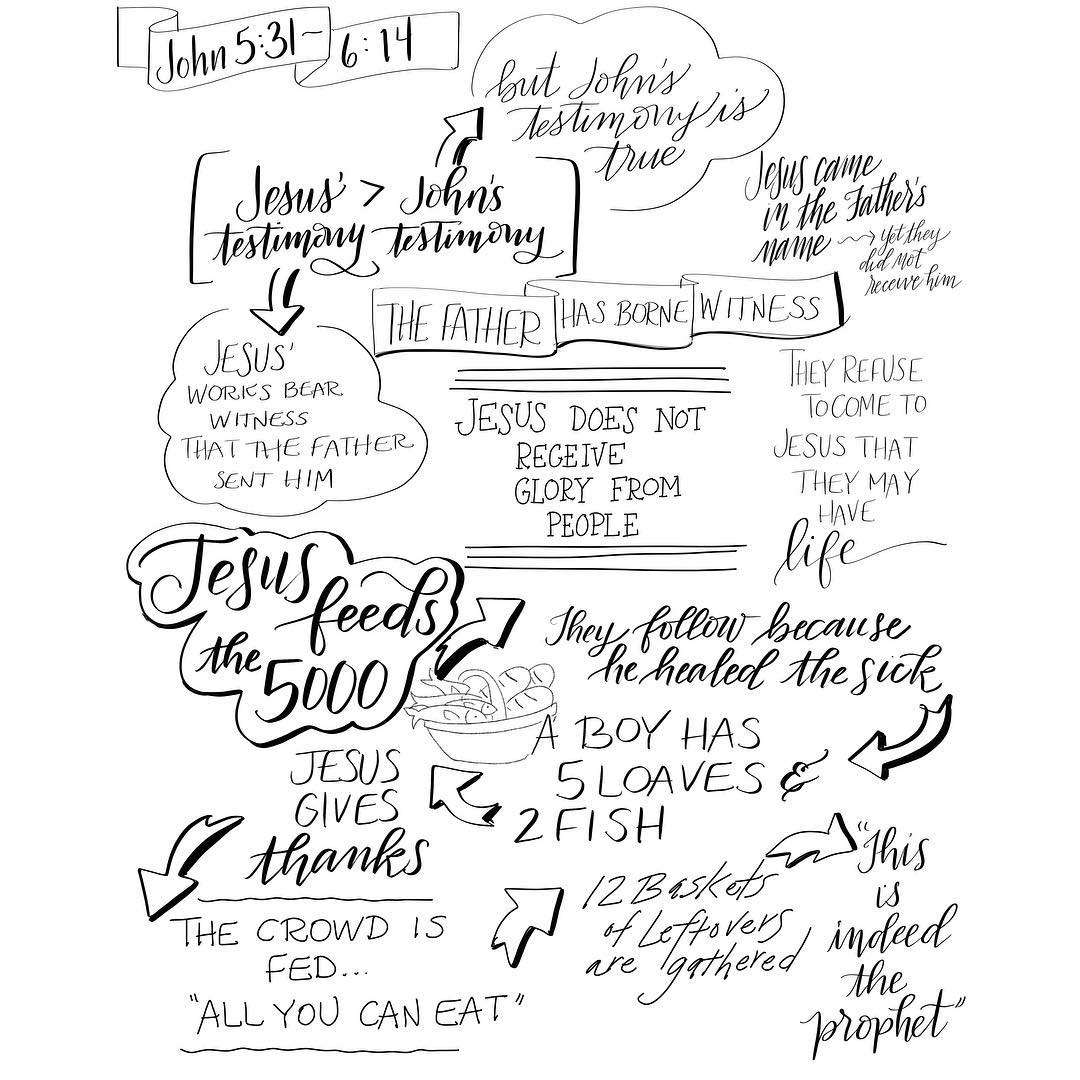 John 5:31-6:14
but John's
testimony is
true
Jesus' > John's
testimony testimony
Jesus came
in the Father's
name → yet they
did not
receive him
THE FATHER HAS BORNE WITNESS
JESUS'
WORKS BEAR
WITNESS
THAT THE FATHER
SENT HIM
JESUS DOES NOT
RECEIVE
GLORY FROM
PEOPLE
THEY REFUSE
TO COME TO
JESUS THAT
THEY MAY
HAVE
life
Jesus
feeds
the
5000
They follow because
he healed the sick
A BOY HAS
5 LOAVES &
2 FISH
JESUS
GIVES
thanks
THE CROWD IS
FED...
"ALL YOU CAN EAT"
12 Baskets
of Leftovers
are gathered
"This
is
indeed
the
prophet"